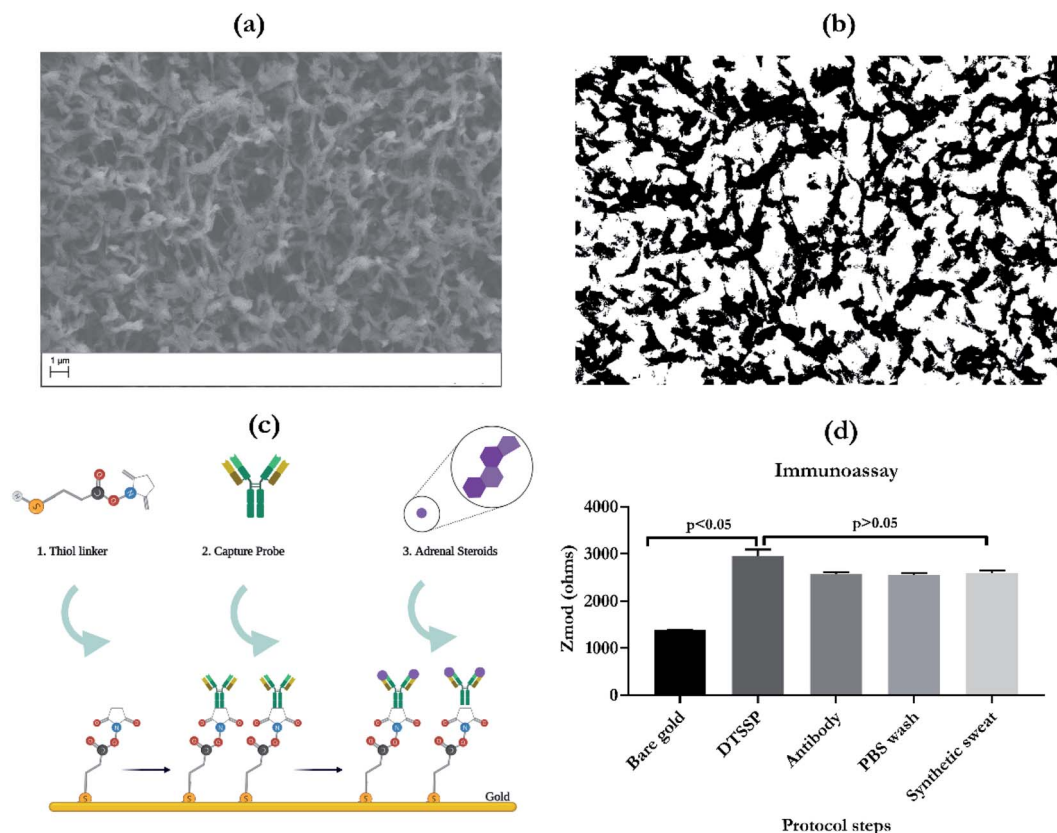 (a)
(b)
1 µm
(c)
1. Thiol linker
2. Capture Probe
3. Adrenal Steroids
H
S
C
O
O
N
O
O
N
O
O
C
S
O
O
N
O
O
C
S
O
O
N
O
O
C
S
O
O
N
O
O
C
S
O
O
N
O
O
C
S
Gold
(d)
Immunoassay
p<0.05
p>0.05
Zmod (ohms)
4000
3000
2000
1000
0
Bare gold
DTSSP
Antibody
PBS wash
Synthetic sweat
Protocol steps